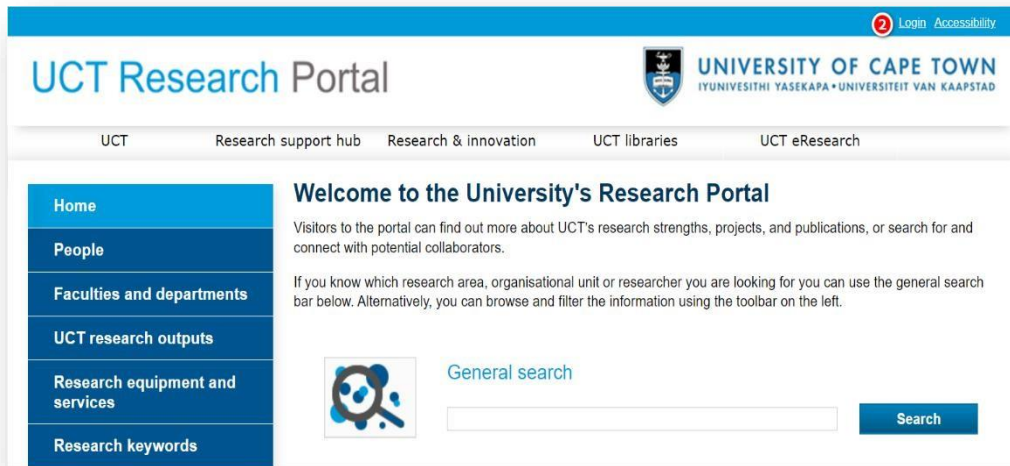 2 Login Accessibility
UCT Research Portal
UNIVERSITY OF CAPE TOWN
IYUNIVESITHI YASEKAPA • UNIVERSITEIT VAN KAAPSTAD
UCT Research support hub Research & innovation UCT libraries UCT eResearch
Home
People
Faculties and departments
UCT research outputs
Research equipment and
services
Research keywords
Welcome to the University's Research Portal
Visitors to the portal can find out more about UCT's research strengths, projects, and publications, or search for and
connect with potential collaborators.
If you know which research area, organisational unit or researcher you are looking for you can use the general search
bar below. Alternatively, you can browse and filter the information using the toolbar on the left.
General search
Search